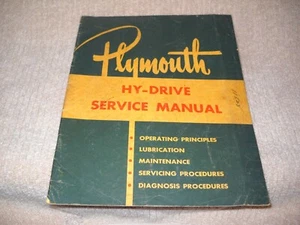 Plymouth
HY-DRIVE
SERVICE MANUAL
• OPERATING PRINCIPLES
• LUBRICATION
• MAINTENANCE
• SERVICING PROCEDURES
• DIAGNOSIS PROCEDURES